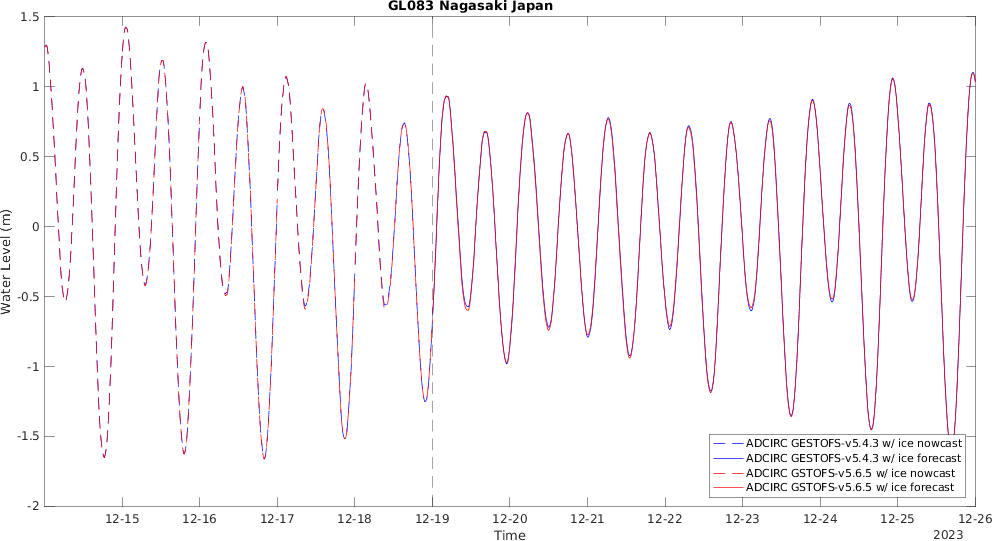 GL083 Nagasaki Japan
1.5
1
0.5
0
-0.5
-1
-1.5
-2
Water Level (m)
12-15 12-16 12-17 12-18 12-19 12-20 12-21 12-22 12-23 12-24 12-25 12-26
Time
2023
ADCIRC GESTOFS-v5.4.3 w/ ice nowcast
ADCIRC GESTOFS-v5.4.3 w/ ice forecast
ADCIRC GSTOFS-v5.6.5 w/ ice nowcast
ADCIRC GSTOFS-v5.6.5 w/ ice forecast